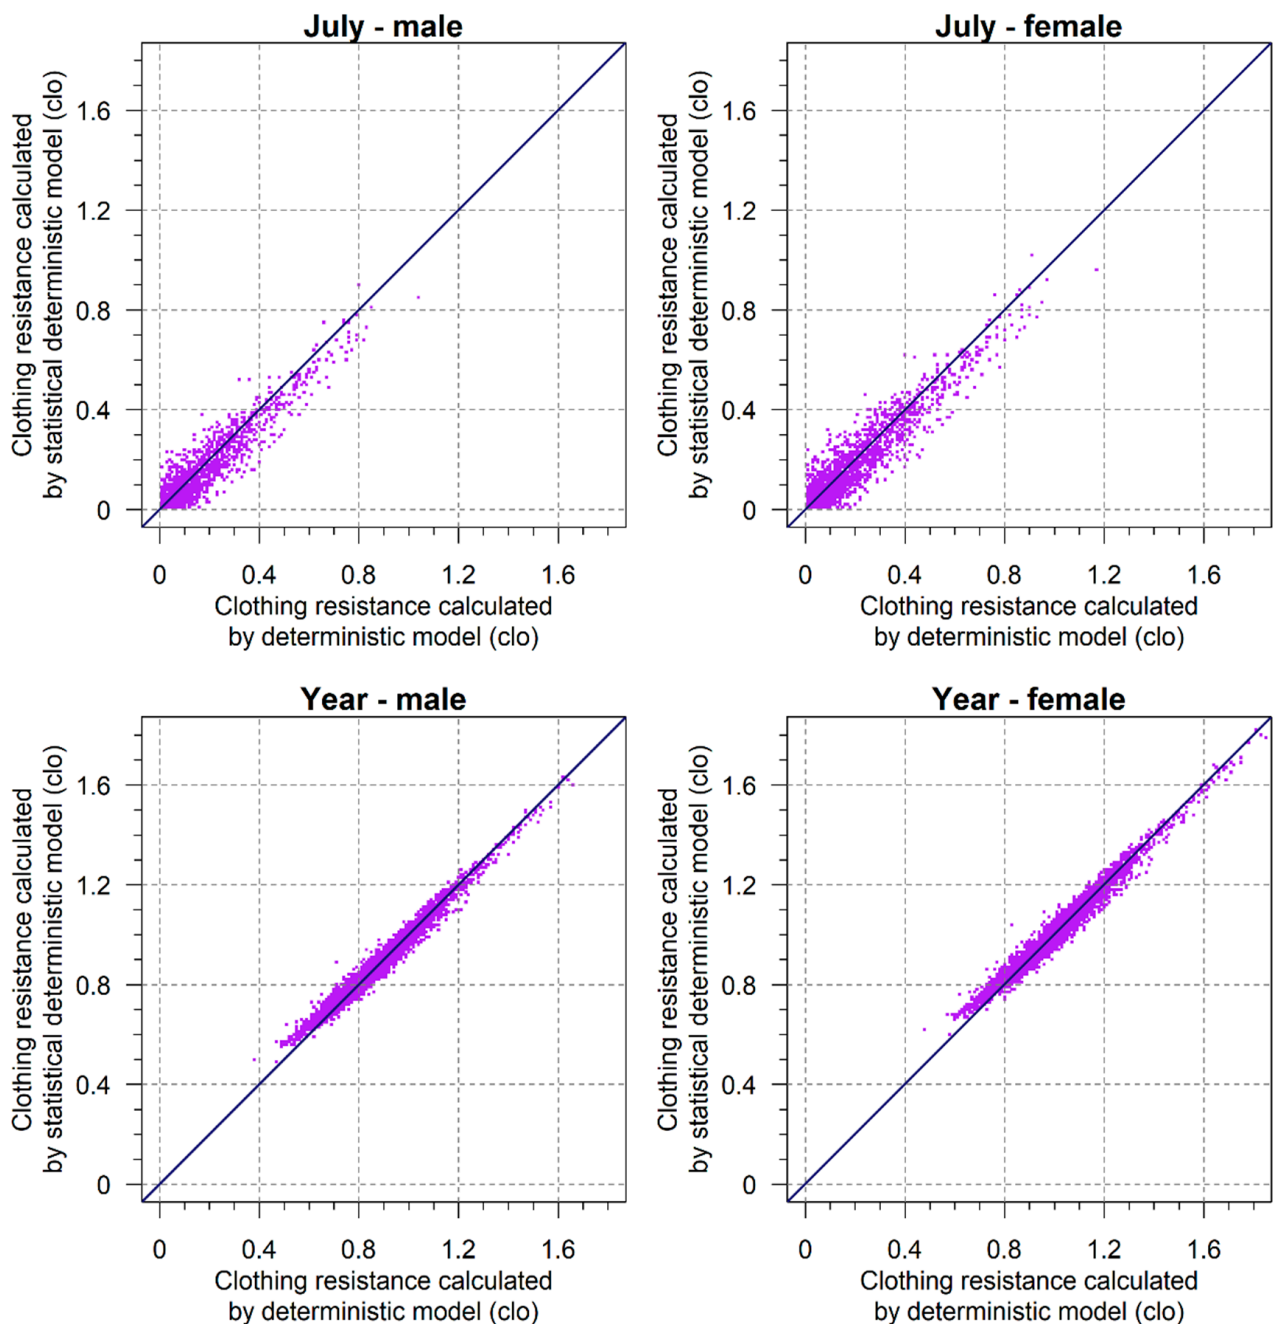 July - male
Clothing resistance calculated
by statistical deterministic model (clo)
1.6
1.2
0.8
0.4
0
0 0.4 0.8 1.2 1.6
Clothing resistance calculated
by deterministic model (clo)
July - female
Clothing resistance calculated
by statistical deterministic model (clo)
1.6
1.2
0.8
0.4
0
0 0.4 0.8 1.2 1.6
Clothing resistance calculated
by deterministic model (clo)
Year - male
Clothing resistance calculated
by statistical deterministic model (clo)
1.6
1.2
0.8
0.4
0
0 0.4 0.8 1.2 1.6
Clothing resistance calculated
by deterministic model (clo)
Year - female
Clothing resistance calculated
by statistical deterministic model (clo)
1.6
1.2
0.8
0.4
0
0 0.4 0.8 1.2 1.6
Clothing resistance calculated
by deterministic model (clo)